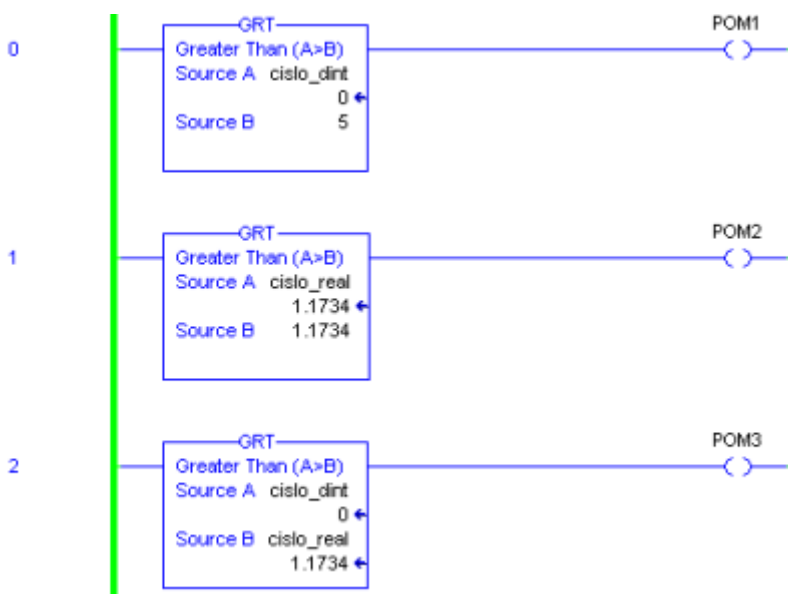 GRT
POM1
0
Greater Than (A>B)
Source A cislo_dint
0
Source B 5
GRT
POM2
1
Greater Than (A>B)
Source A cislo_real
1.1734
Source B 1.1734
GRT
POM3
2
Greater Than (A>B)
Source A cislo_dint
0
Source B cislo_real
1.1734